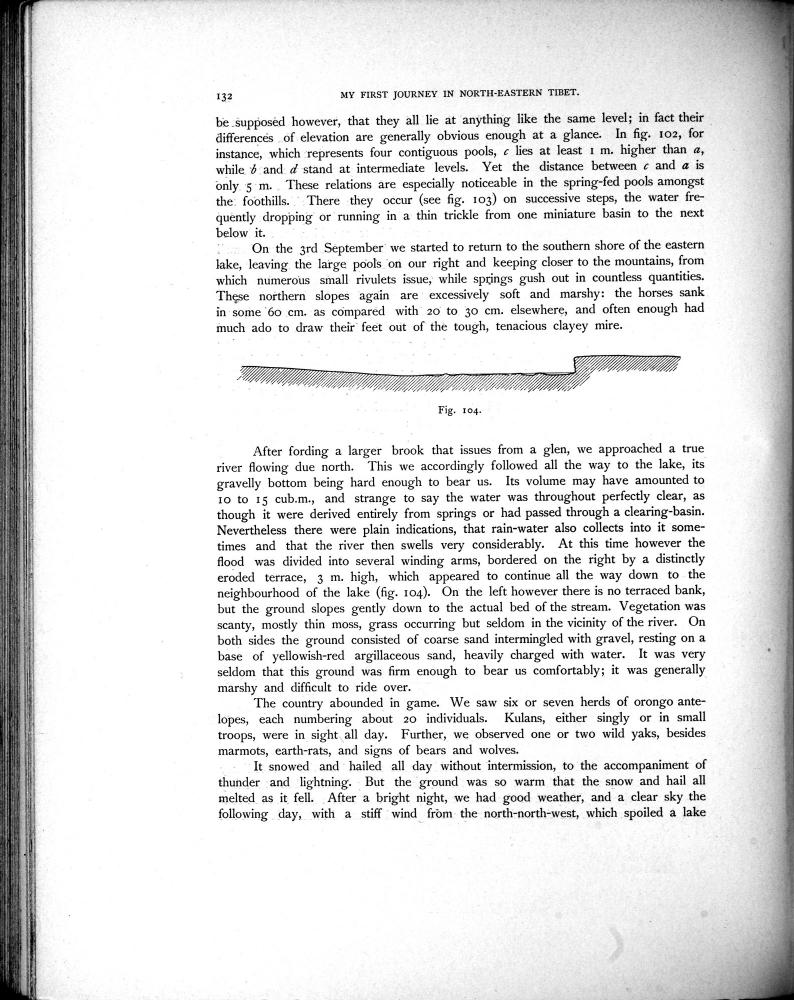 132 MY FIRST JOURNEY IN NORTH-EASTERN TIBET.
be supposed however, that they all lie at anything like the same level; in fact their
differences of elevation are generally obvious enough at a glance. In fig. 102, for
instance, which represents four contiguous pools, c lies at least 1 m. higher than a,
while b and d stand at intermediate levels. Yet the distance between c and a is
only 5 m. These relations are especially noticeable in the spring-fed pools amongst
the foothills. There they occur (see fig. 103) on successive steps, the water fre-
quently dropping or running in a thin trickle from one miniature basin to the next
below it.
On the 3rd September we started to return to the southern shore of the eastern
lake, leaving the large pools on our right and keeping closer to the mountains, from
which numerous small rivulets issue, while springs gush out in countless quantities.
These northern slopes again are excessively soft and marshy: the horses sank
in some 60 cm. as compared with 20 to 30 cm. elsewhere, and often enough had
much ado to draw their feet out of the tough, tenacious clayey mire.
Fig. 104.
After fording a larger brook that issues from a glen, we approached a true
river flowing due north. This we accordingly followed all the way to the lake, its
gravelly bottom being hard enough to bear us. Its volume may have amounted to
10 to 15 cub.m., and strange to say the water was throughout perfectly clear, as
though it were derived entirely from springs or had passed through a clearing-basin.
Nevertheless there were plain indications, that rain-water also collects into it some-
times and that the river then swells very considerably. At this time however the
flood was divided into several winding arms, bordered on the right by a distinctly
eroded terrace, 3 m. high, which appeared to continue all the way down to the
neighbourhood of the lake (fig. 104). On the left however there is no terraced bank,
but the ground slopes gently down to the actual bed of the stream. Vegetation was
scanty, mostly thin moss, grass occurring but seldom in the vicinity of the river. On
both sides the ground consisted of coarse sand intermingled with gravel, resting on a
base of yellowish-red argillaceous sand, heavily charged with water. It was very
seldom that this ground was firm enough to bear us comfortably; it was generally
marshy and difficult to ride over.
The country abounded in game. We saw six or seven herds of orongo ante-
lopes, each numbering about 20 individuals. Kulans, either singly or in small
troops, were in sight all day. Further, we observed one or two wild yaks, besides
marmots, earth-rats, and signs of bears and wolves.
It snowed and hailed all day without intermission, to the accompaniment of
thunder and lightning. But the ground was so warm that the snow and hail all
melted as it fell. After a bright night, we had good weather, and a clear sky the
following day, with a stiff wind from the north-north-west, which spoiled a lake